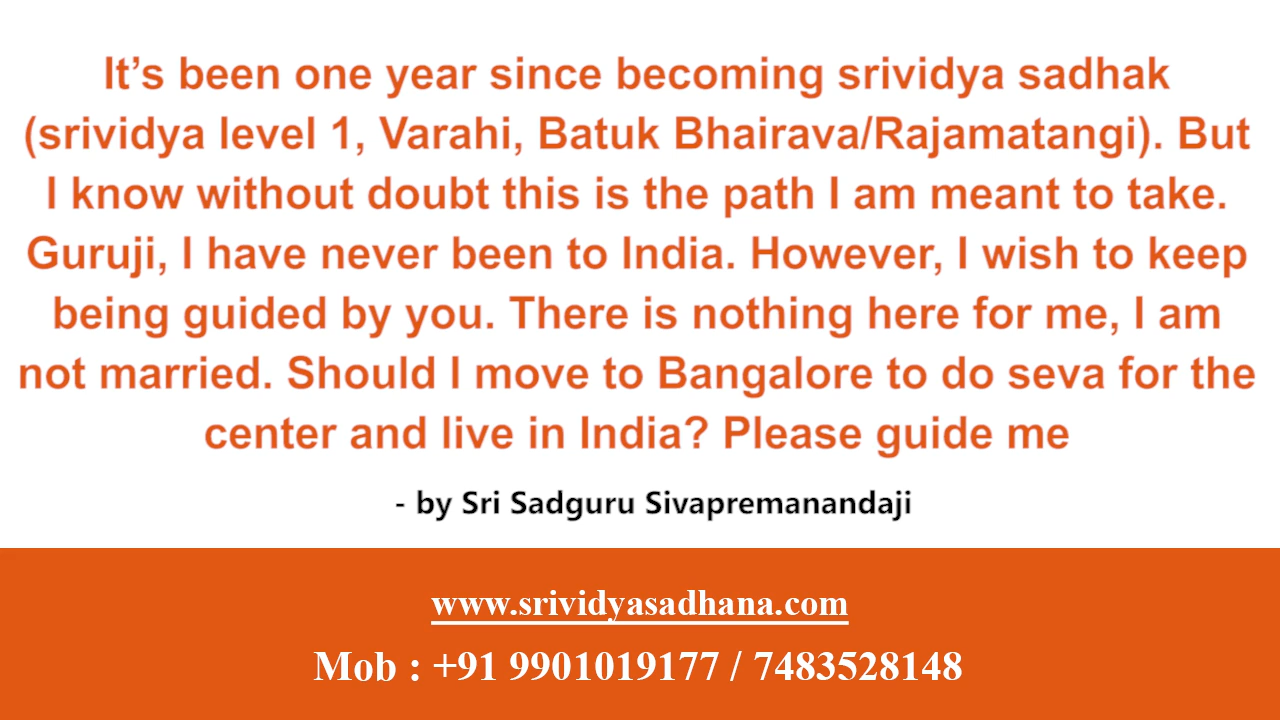 It’s been one year since becoming srividya sadhak
(srividya level 1, Varahi, Batuk Bhairava/Rajamatangi). But
I know without doubt this is the path I am meant to take.
Guruji, I have never been to India. However, I wish to keep
being guided by you. There is nothing here for me, I am
not married. Should I move to Bangalore to do seva for the
center and live in India? Please guide me
- by Sri Sadguru Sivapremanandaji
www.srividyasadhana.com
Mob : +91 9901019177 / 7483528148